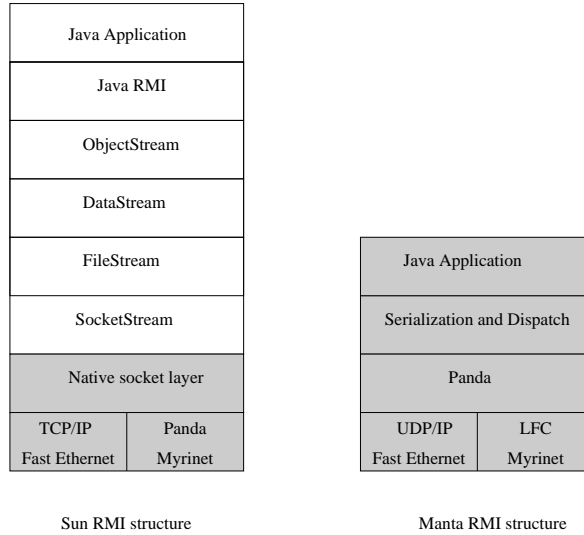 Java Application
Java RMI
ObjectStream
DataStream
FileStream
SocketStream
Native socket layer
TCP/IP
Fast Ethernet
Panda
Myrinet
Sun RMI structure
Java Application
Serialization and Dispatch
Panda
UDP/IP
Fast Ethernet
LFC
Myrinet
Manta RMI structure